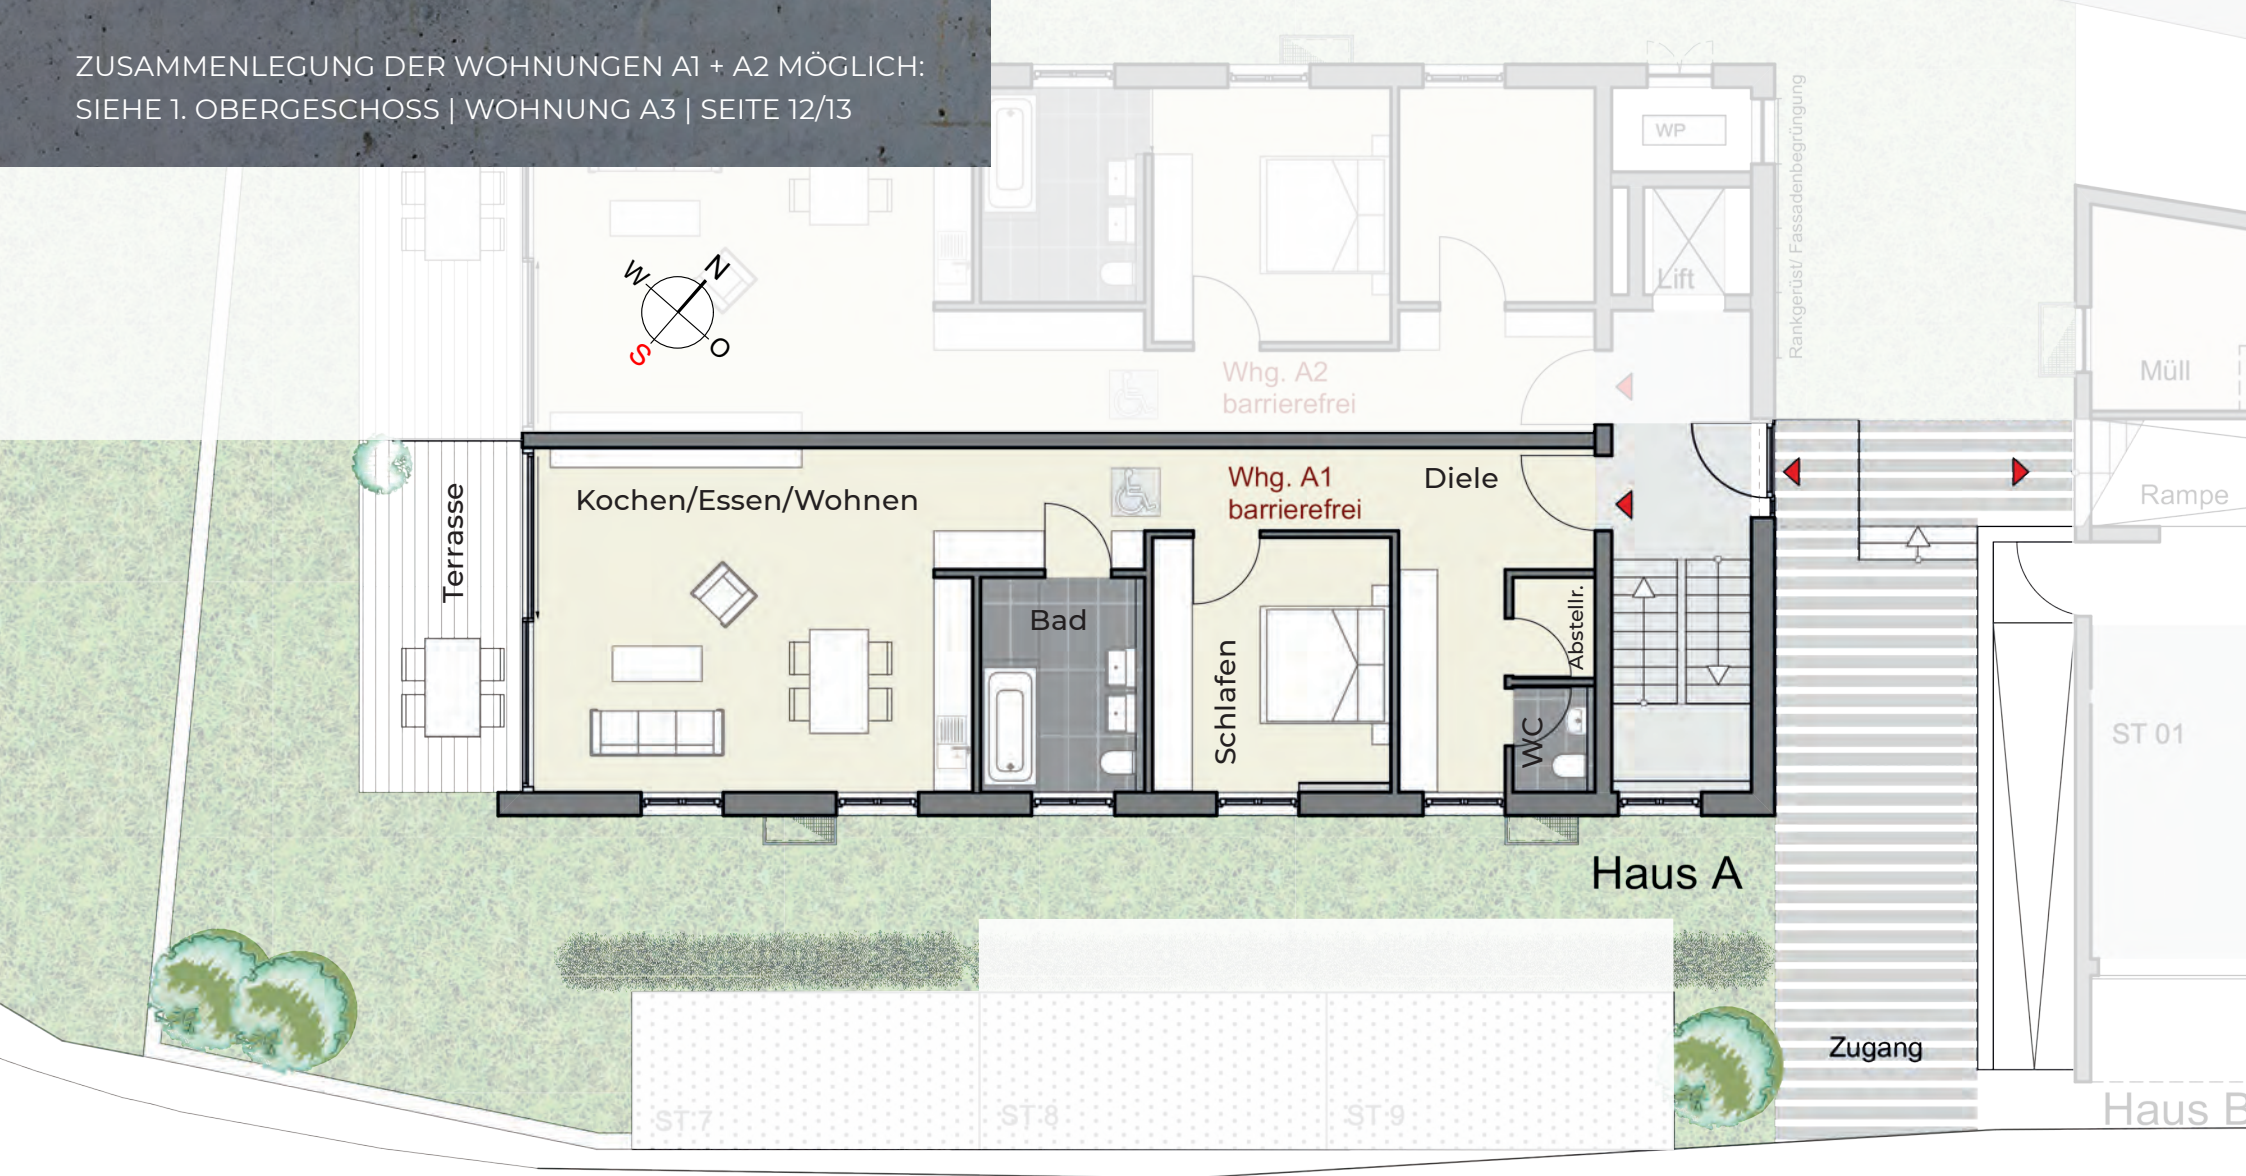 ZUSAMMENLEGUNG DER WOHNUNGEN A1 + A2 MÖGLICH:
SIEHE 1. OBERGESCHOSS | WOHNUNG A3 | SEITE 12/13
WP
Rankgerüst/ Fassadenbegrünung
Lift
W
N
S
O
Müll
Whg. A2
barrierefrei
Terrasse
Kochen/Essen/Wohnen
Whg. A1
barrierefrei
Diele
Rampe
Bad
Schlafen
Abstellr.
WC
ST 01
Haus A
Zugang
ST 7
ST 8
ST 9
Haus B